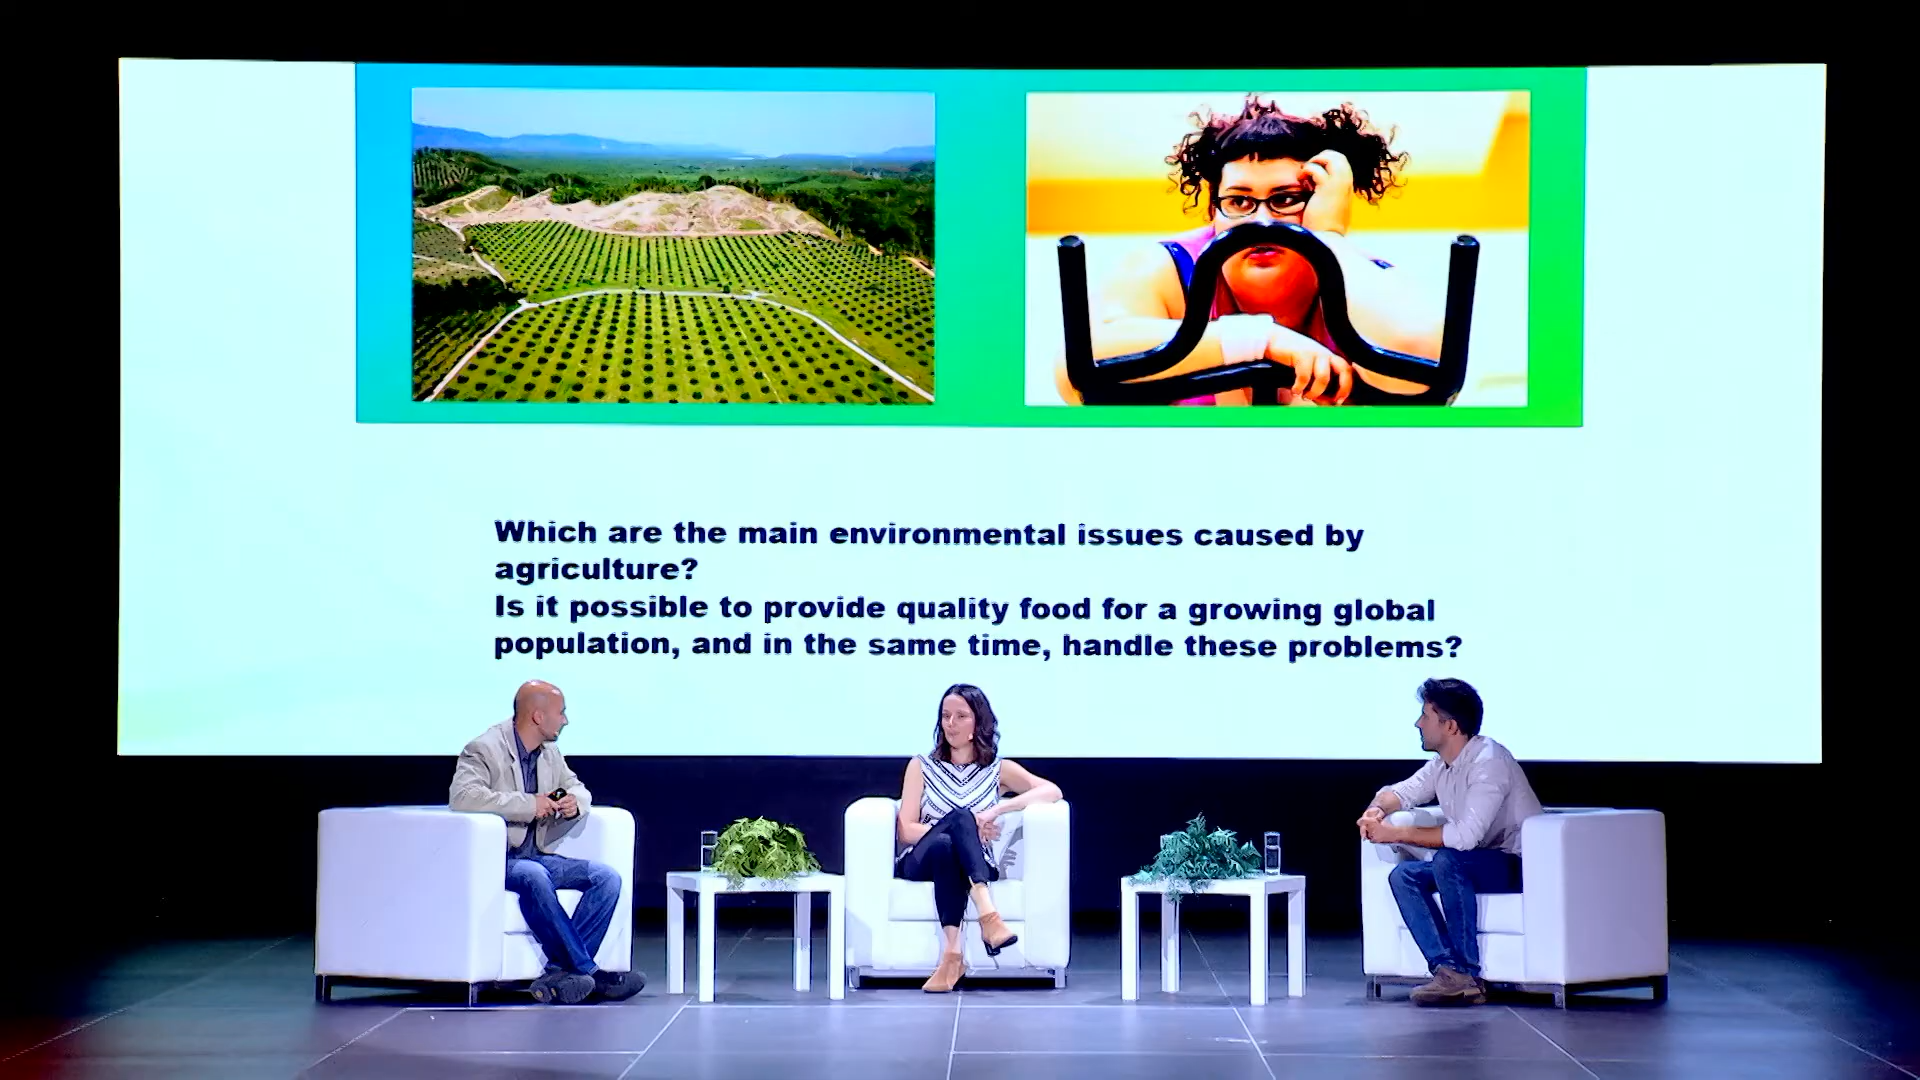 Which are the main environmental issues caused by
agriculture?
Is it possible to provide quality food for a growing global
population, and in the same time, handle these problems?